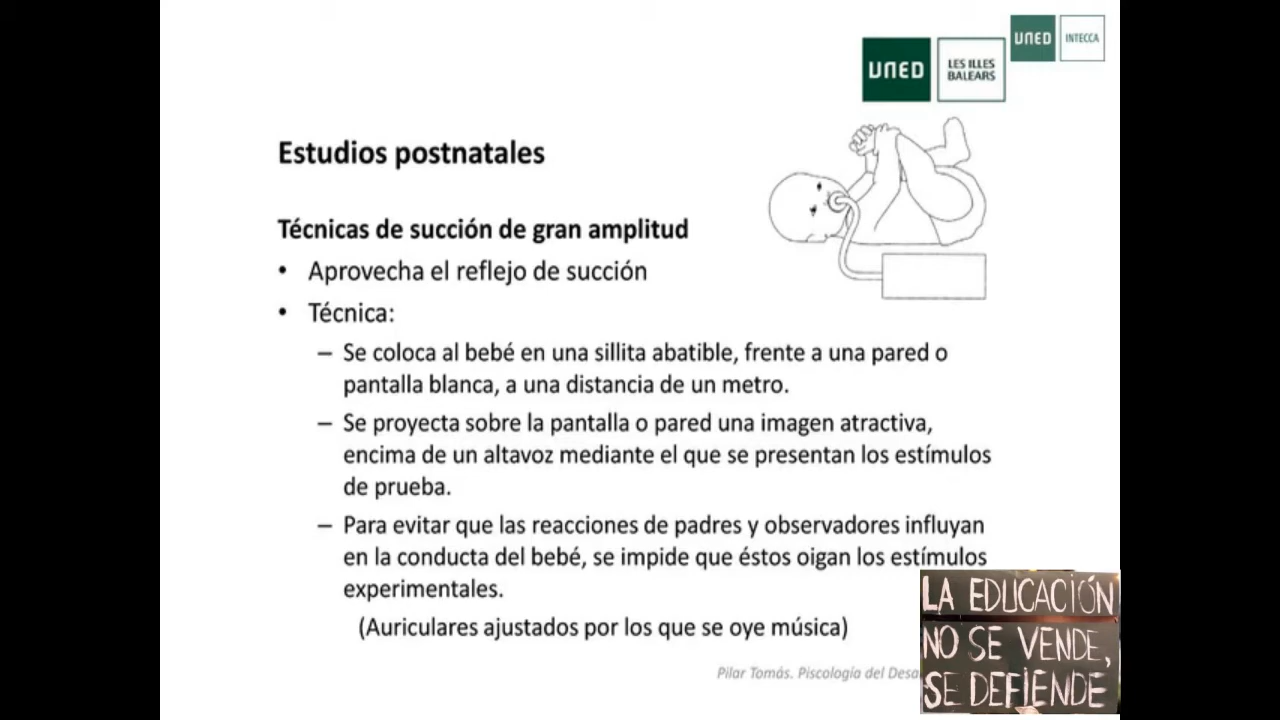 UNED
INTECCA
UNED
LES ILLES
BALEARS
Estudios postnatales
Técnicas de succión de gran amplitud
• Aprovecha el reflejo de succión
• Técnica:
– Se coloca al bebé en una sillita abatible, frente a una pared o
pantalla blanca, a una distancia de un metro.
– Se proyecta sobre la pantalla o pared una imagen atractiva,
encima de un altavoz mediante el que se presentan los estímulos
de prueba.
– Para evitar que las reacciones de padres y observadores influyan
en la conducta del bebé, se impide que éstos oigan los estímulos
experimentales.
(Auriculares ajustados por los que se oye música)
Pilar Tomás. Piscología del
LA EDUCACIÓN
NO SE VENDE,
SE DEFIENDE